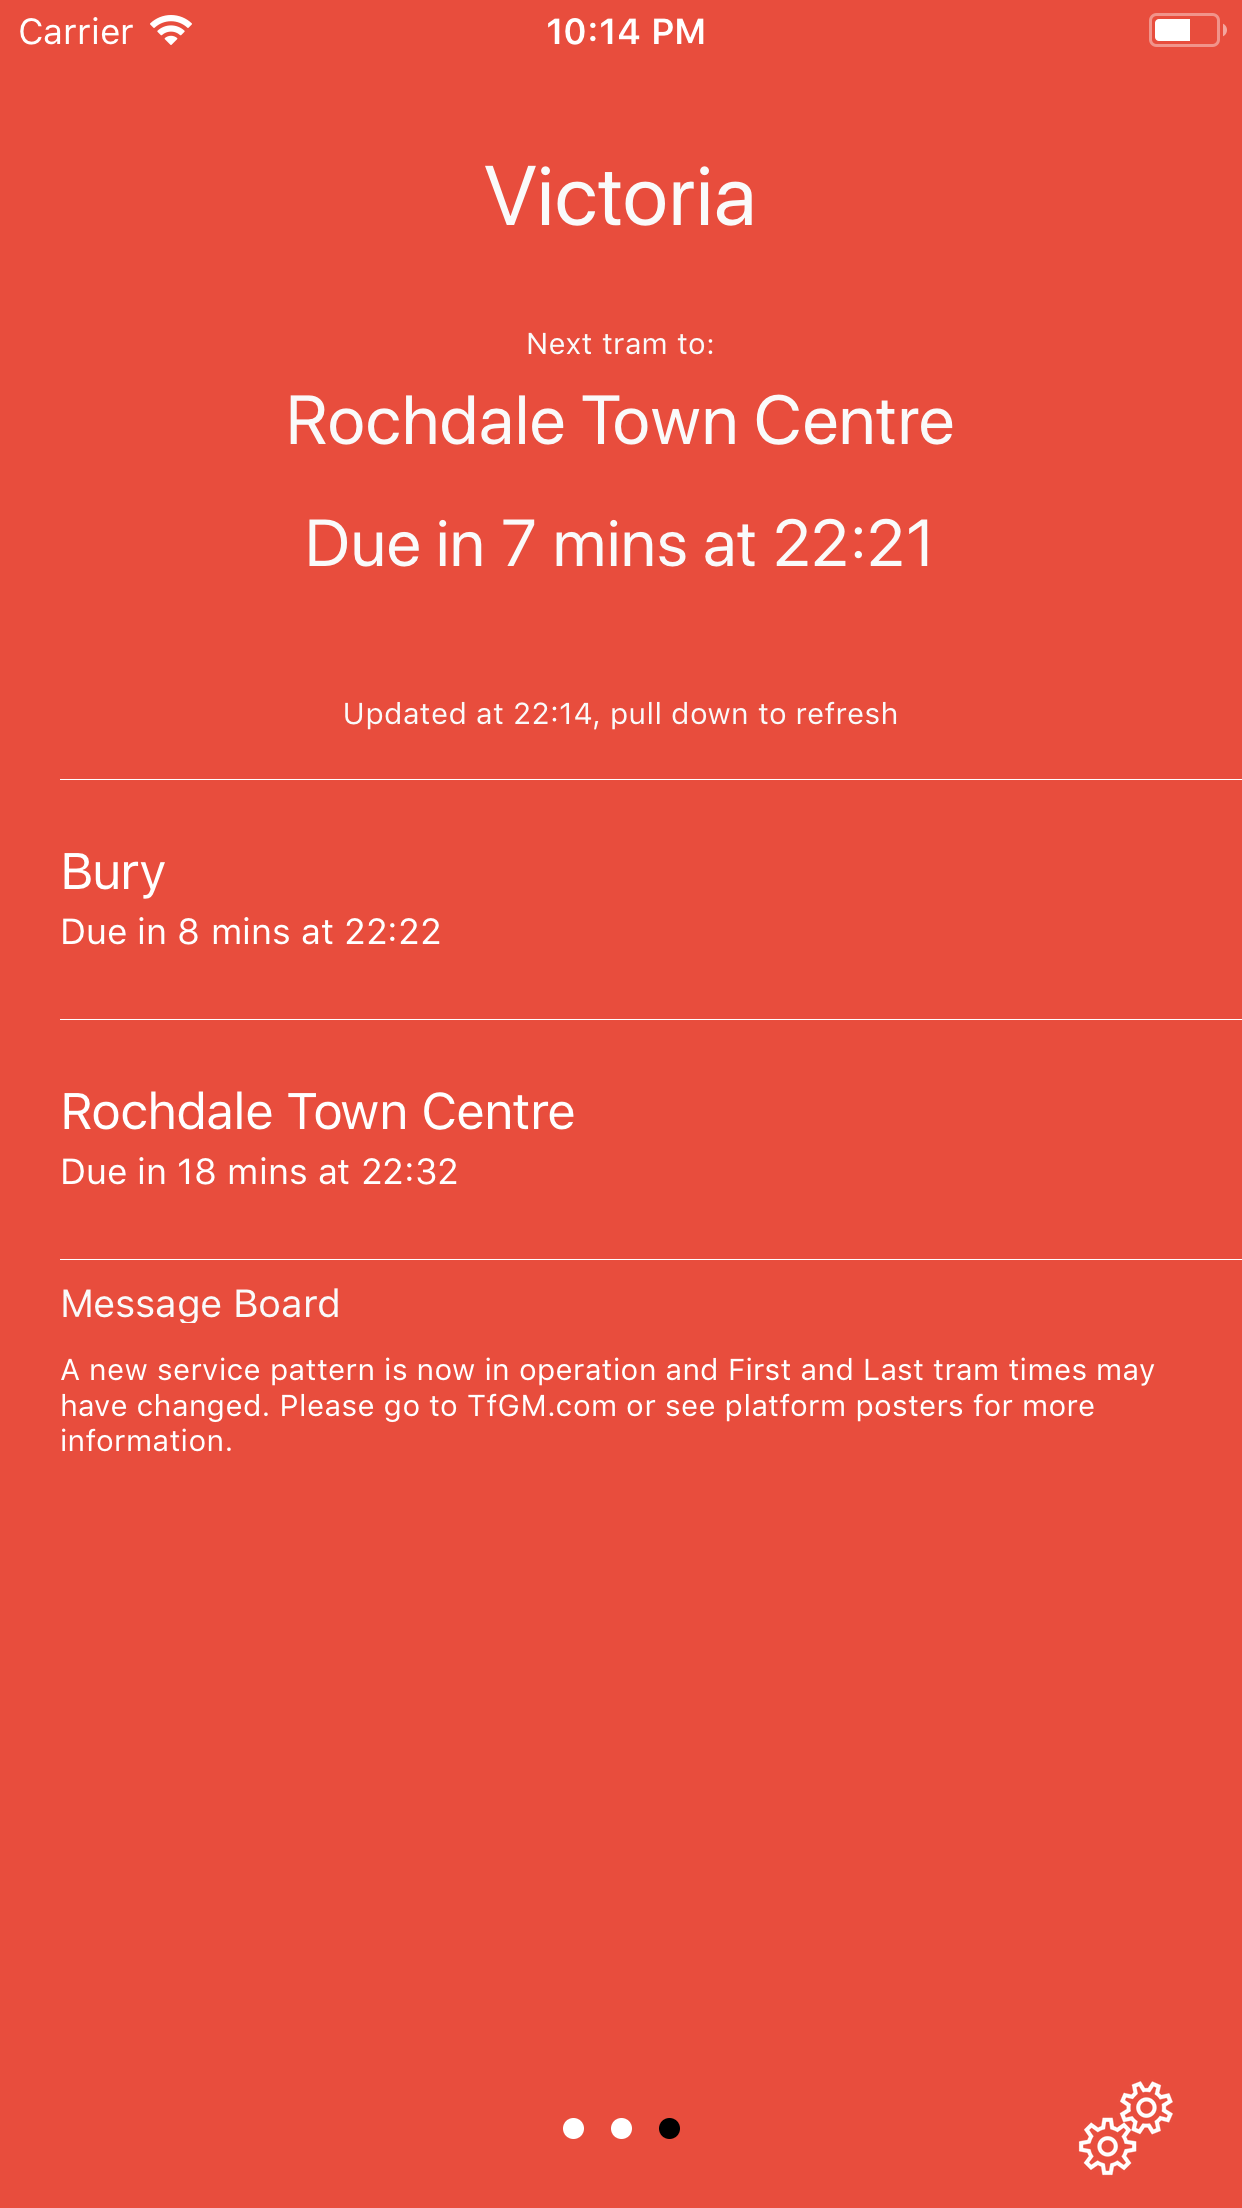 Carrier 10:14 PM
Victoria
Next tram to:
Rochdale Town Centre
Due in 7 mins at 22:21
Updated at 22:14, pull down to refresh
Bury
Due in 8 mins at 22:22
Rochdale Town Centre
Due in 18 mins at 22:32
Message Board
A new service pattern is now in operation and First and Last tram times may
have changed. Please go to TfGM.com or see platform posters for more
information.